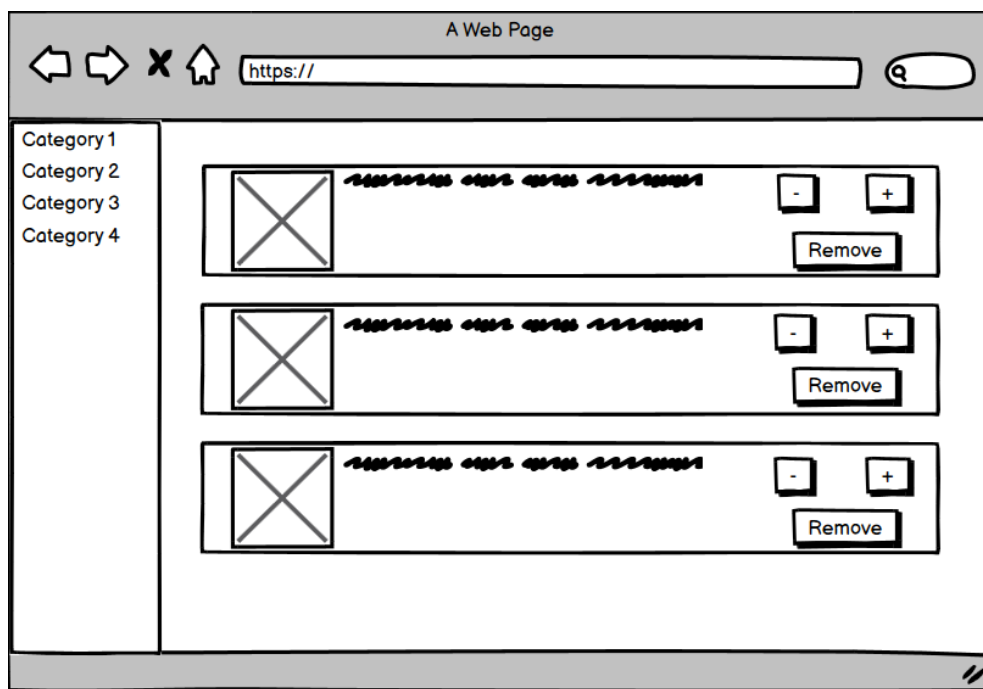 A Web Page
https://
Category 1
Category 2
Category 3
Category 4
- +
Remove
- +
Remove
- +
Remove